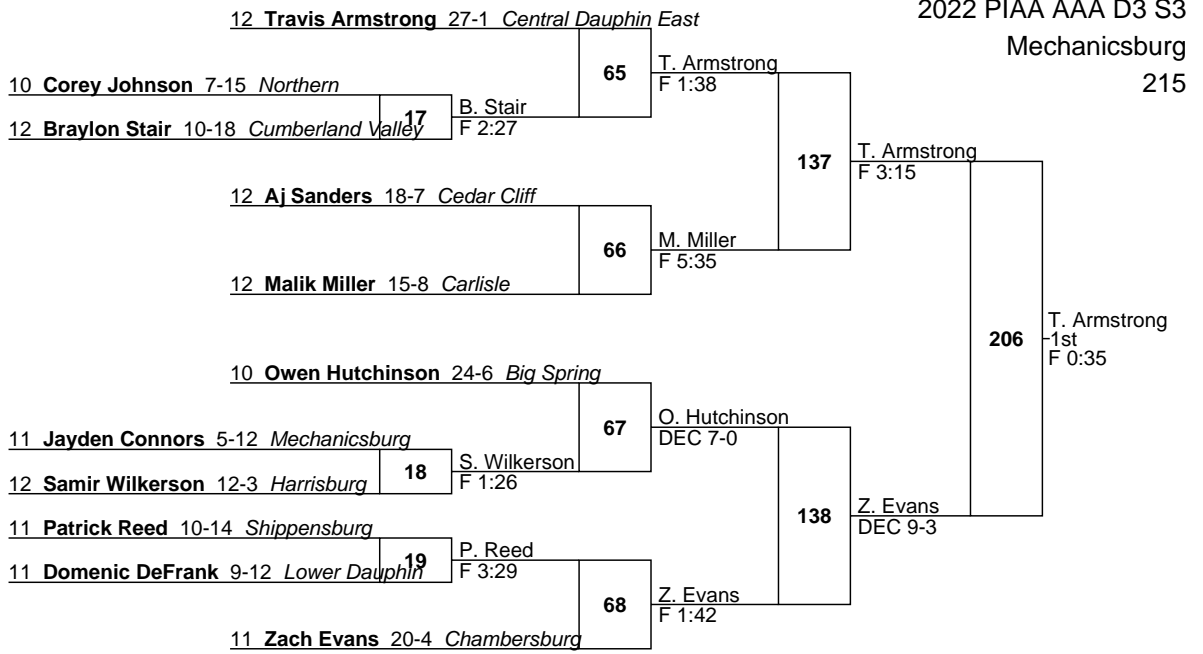 2022 PIAA AAA D3 S3
Mechanicsburg
215
12 Travis Armstrong 27-1 Central Dauphin East
65
T. Armstrong
F 1:38
10 Corey Johnson 7-15 Northern
17
B. Stair
F 2:27
12 Braylon Stair 10-18 Cumberland Valley
137
T. Armstrong
F 3:15
12 Aj Sanders 18-7 Cedar Cliff
66
M. Miller
F 5:35
12 Malik Miller 15-8 Carlisle
206
T. Armstrong
1st
F 0:35
10 Owen Hutchinson 24-6 Big Spring
67
O. Hutchinson
DEC 7-0
11 Jayden Connors 5-12 Mechanicsburg
18
S. Wilkerson
F 1:26
12 Samir Wilkerson 12-3 Harrisburg
138
Z. Evans
DEC 9-3
11 Patrick Reed 10-14 Shippensburg
19
P. Reed
F 3:29
11 Domenic DeFrank 9-12 Lower Dauphin
68
Z. Evans
F 1:42
11 Zach Evans 20-4 Chambersburg